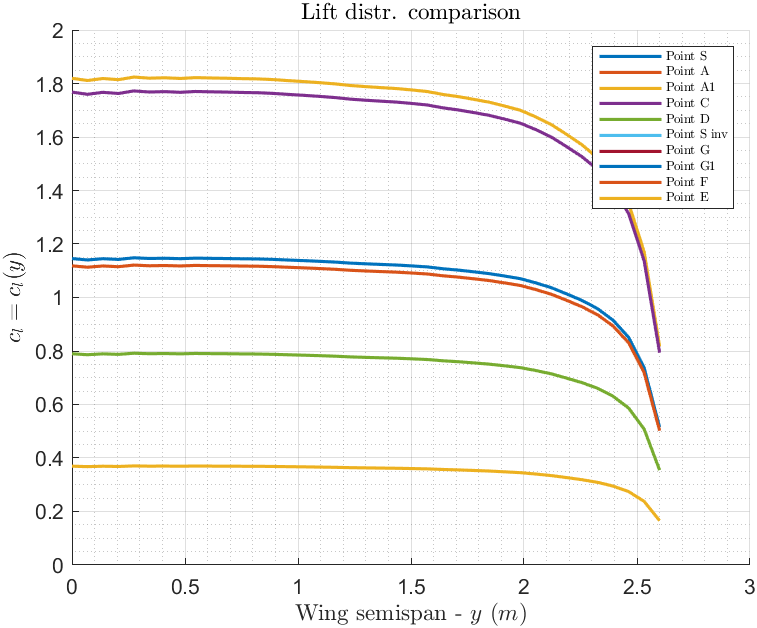 Lift distr. comparison
2
1.8
1.6
1.4
1.2
1
0.8
0.6
0.4
0.2
0
c_l = c_l(y)
Point S
Point A
Point A1
Point C
Point D
Point S inv
Point G
Point G1
Point F
Point E
0
0.5
1
1.5
2
2.5
3
Wing semispan - y (m)